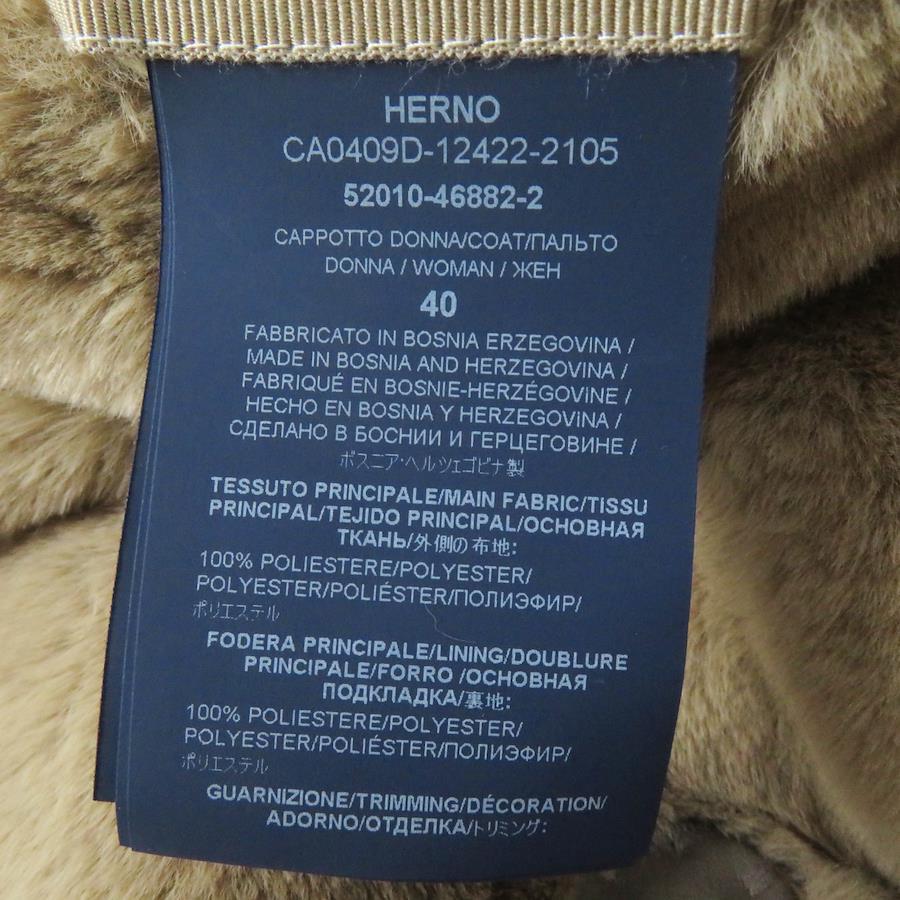 HERNO
CA0409D-12422-2105
52010-46882-2
CAPPOTTO DONNA/COAT/ПАЛЬТО
DONNA / WOMAN / ЖЕН
40
FABBRICATO IN BOSNIA ERZEGOVINA /
MADE IN BOSNIA AND HERZEGOVINA /
FABRIQUÉ EN BOSNIE-HERZÉGOVINE /
HECHO EN BOSNIA Y HERZEGOVINA /
СДЕЛАНО В БОСНИИ И ГЕРЦЕГОВИНЕ /
ボスニア・ヘルツェゴビナ製
TESSUTO PRINCIPALE/MAIN FABRIC/TISSU
PRINCIPAL/TEJIDO PRINCIPAL/ОСНОВНАЯ
ТКАНЬ/外側の布地:
100% POLIESTERE/POLYESTER/
POLYESTER/POLIÉSTER/ПОЛИЭФИР/
ポリエステル
FODERA PRINCIPALE/LINING/DOUBLURE
PRINCIPALE/FORRO /ОСНОВНАЯ
ПОДКЛАДКА/裏地:
100% POLIESTERE/POLYESTER/
POLYESTER/POLIÉSTER/ПОЛИЭФИР/
ポリエステル
GUARNIZIONE/TRIMMING/DÉCORATION/
ADORNO/ОТДЕЛКА/トリミング: